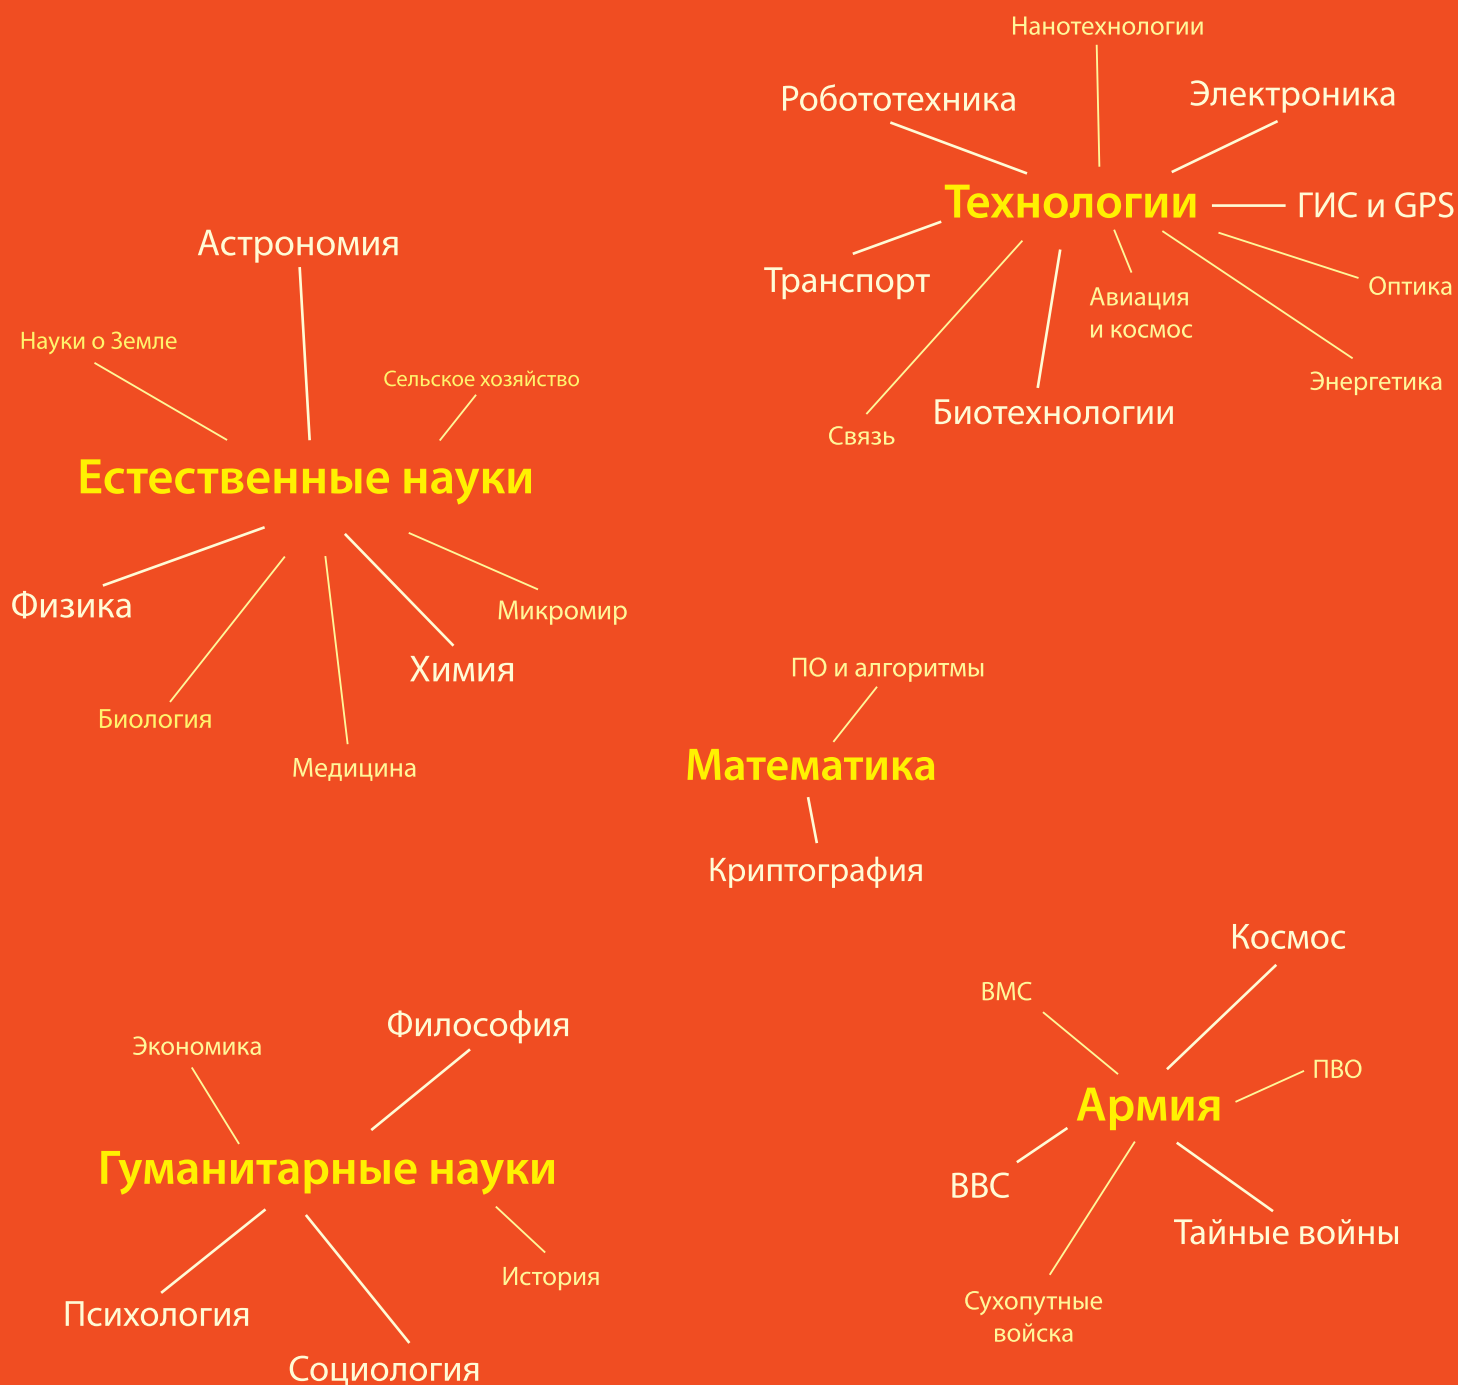 Нанотехнологии
Робототехника
Электроника
Технологии
ГИС и GPS
Транспорт
Авиация
и космос
Оптика
Энергетика
Биотехнологии
Связь
Астрономия
Науки о Земле
Сельское хозяйство
Естественные науки
Физика
Микромир
Химия
Биология
Медицина
ПО и алгоритмы
Математика
Криптография
Космос
ВМС
ПВО
Армия
ВВС
Тайные войны
Сухопутные
войска
Философия
Экономика
Гуманитарные науки
История
Психология
Социология